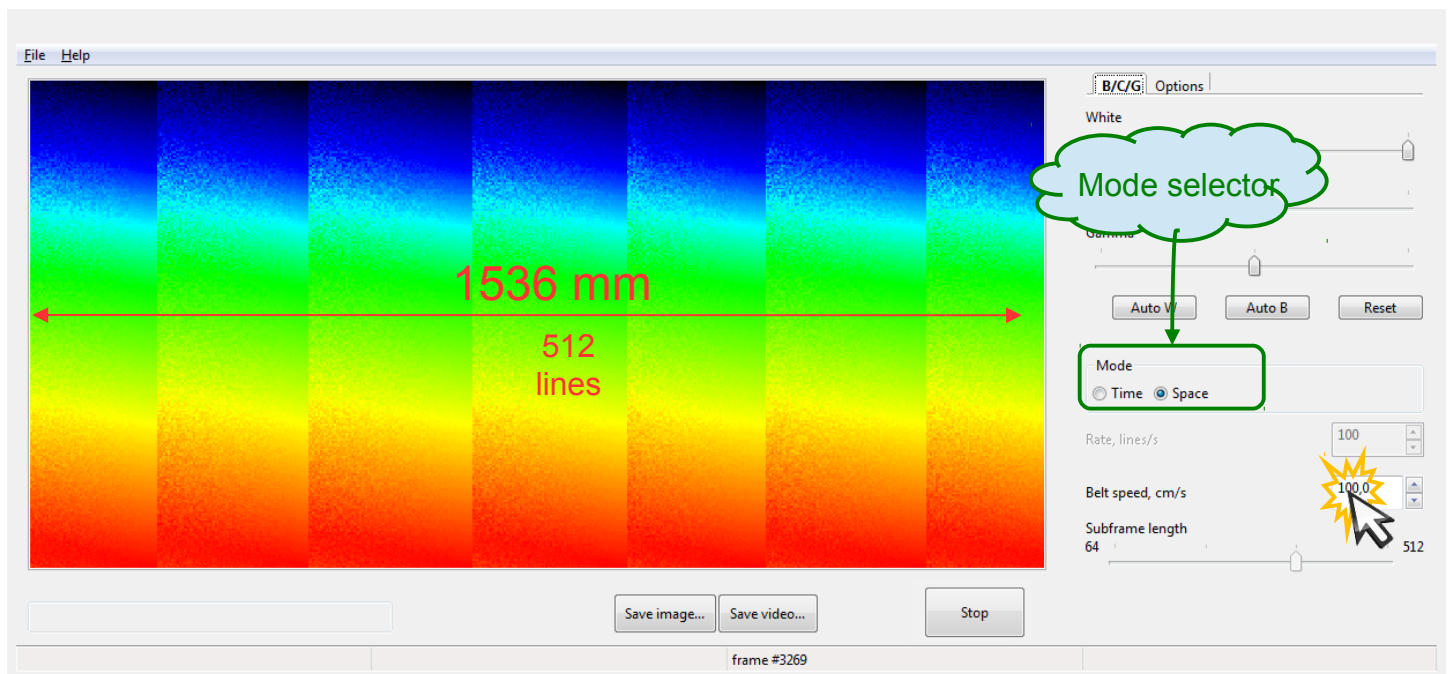 File Help
B/C/G Options
White
Mode selector
Gamma
1536 mm
512
lines
Auto W Auto B Reset
Mode
Time Space
Rate, lines/s 100
Belt speed, cm/s 100,0
Subframe length
64 512
Save image... Save video... Stop
frame #3269